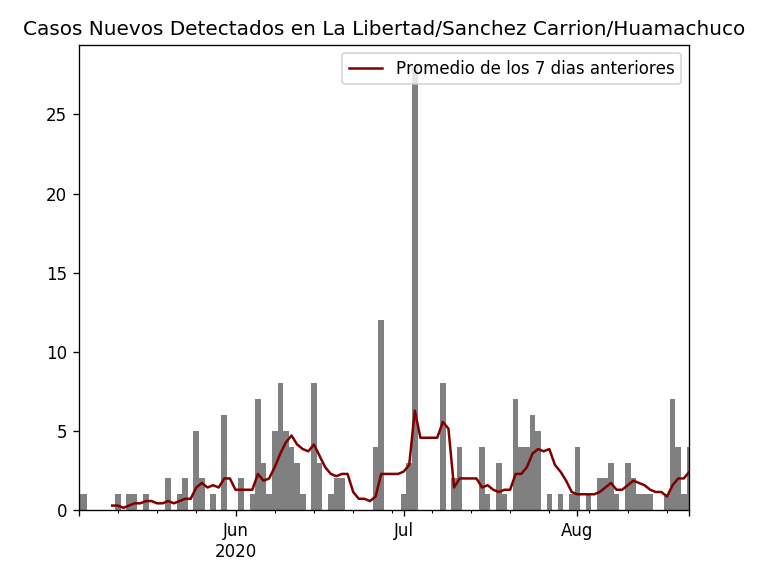 Casos Nuevos Detectados en La Libertad/Sanchez Carrion/Huamachuco
Promedio de los 7 dias anteriores
25
20
15
10
5
0
Jun
2020
Jul
Aug